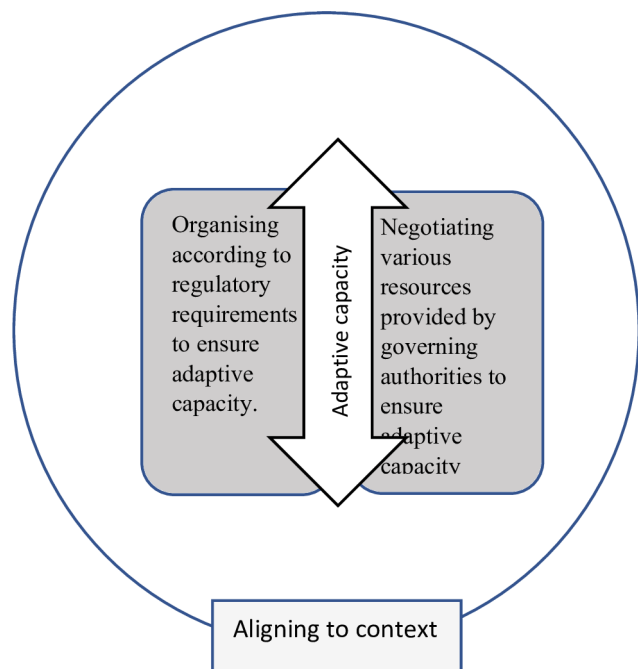 Organising
according to
regulatory
requirements
to ensure
adaptive
capacity.
Adaptive capacity
Negotiating
various
resources
provided by
governing
authorities to
ensure
adaptive
capacity
Aligning to context